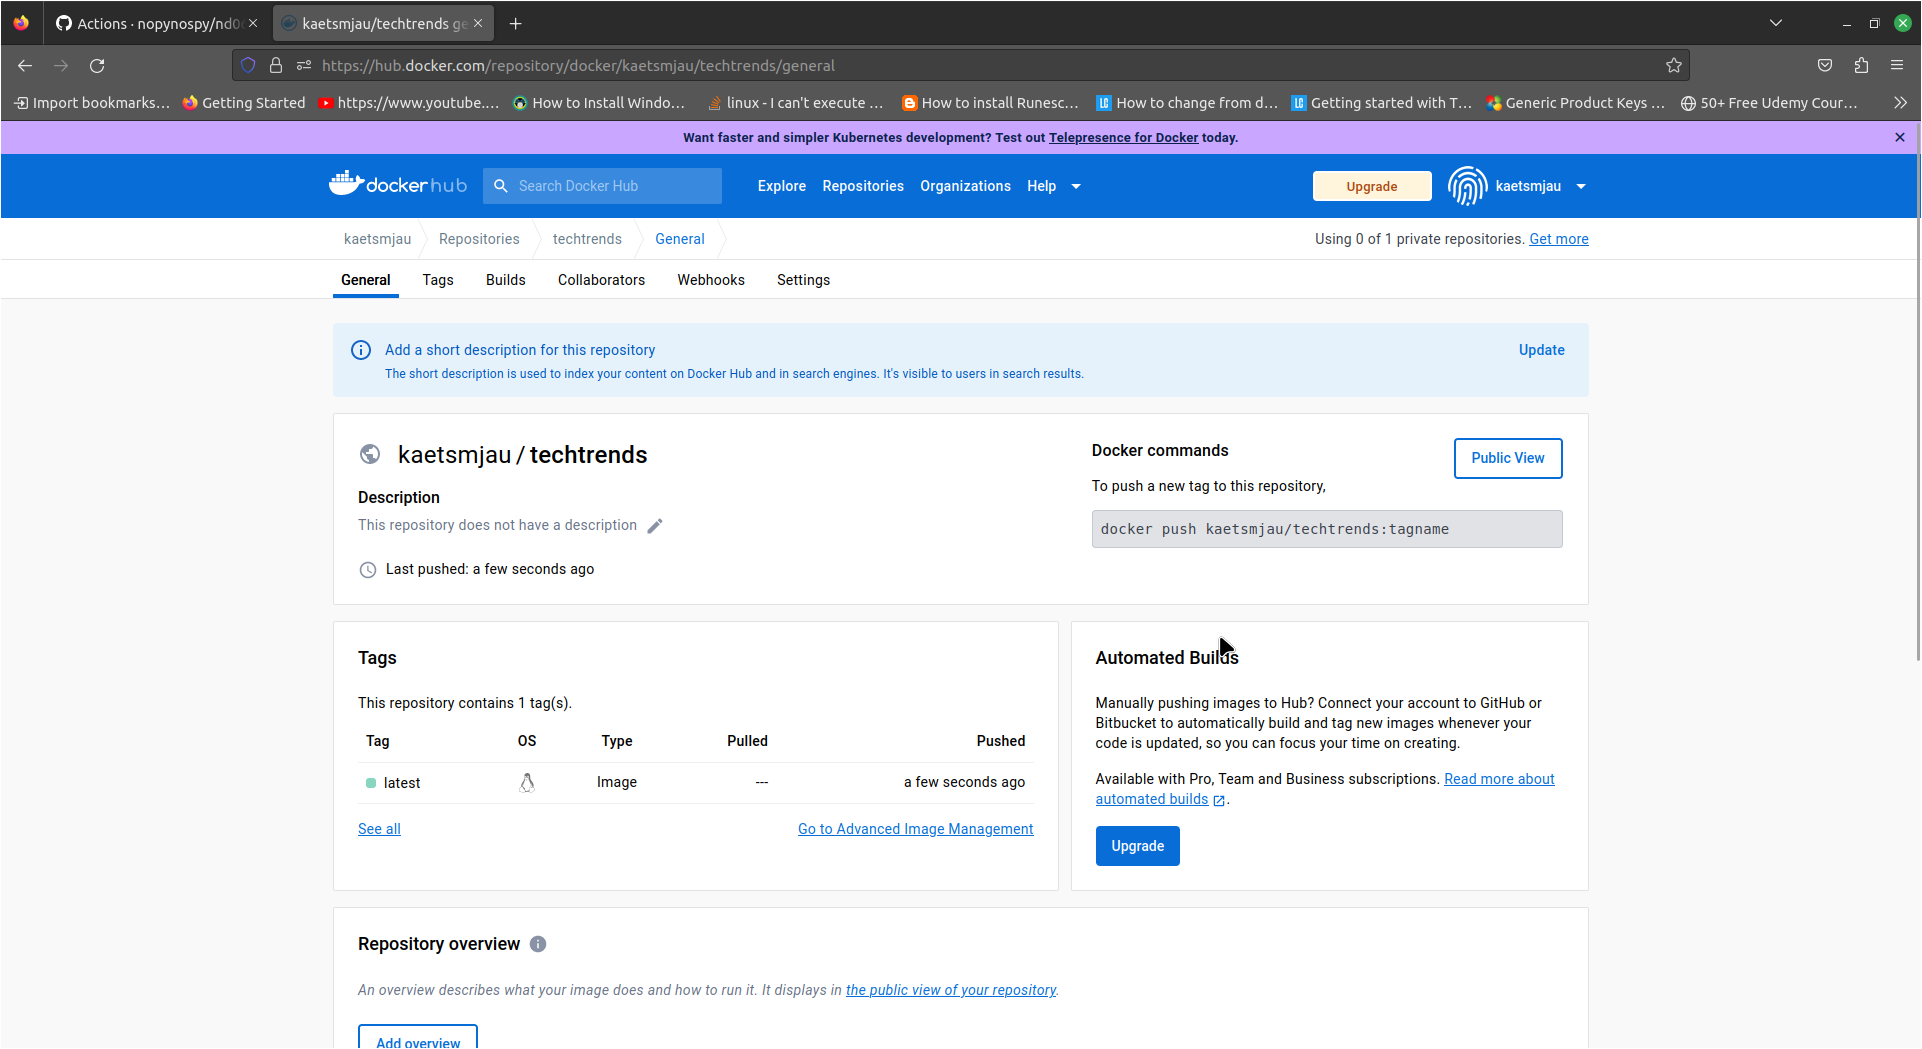 Actions · nopynospy/nd0
kaetsmjau/techtrends ge
https://hub.docker.com/repository/docker/kaetsmjau/techtrends/general
Import bookmarks...
Getting Started
https://www.youtube....
How to Install Windo...
linux - I can't execute ...
How to install Runesc...
LC
How to change from d...
LC
Getting started with T...
Generic Product Keys ...
50+ Free Udemy Cour...
Want faster and simpler Kubernetes development? Test out Telepresence for Docker today.
dockerhub
Search Docker Hub
Explore
Repositories
Organizations
Help
Upgrade
kaetsmjau
kaetsmjau
Repositories
techtrends
General
Using 0 of 1 private repositories. Get more
General
Tags
Builds
Collaborators
Webhooks
Settings
Add a short description for this repository
Update
The short description is used to index your content on Docker Hub and in search engines. It's visible to users in search results.
kaetsmjau / techtrends
Description
This repository does not have a description
Last pushed: a few seconds ago
Docker commands
Public View
To push a new tag to this repository,
docker push kaetsmjau/techtrends:tagname
Tags
This repository contains 1 tag(s).
Tag OS Type Pulled Pushed
latest Image --- a few seconds ago
See all
Go to Advanced Image Management
Automated Builds
Manually pushing images to Hub? Connect your account to GitHub or
Bitbucket to automatically build and tag new images whenever your
code is updated, so you can focus your time on creating.
Available with Pro, Team and Business subscriptions. Read more about
automated builds .
Upgrade
Repository overview
An overview describes what your image does and how to run it. It displays in the public view of your repository.
Add overview